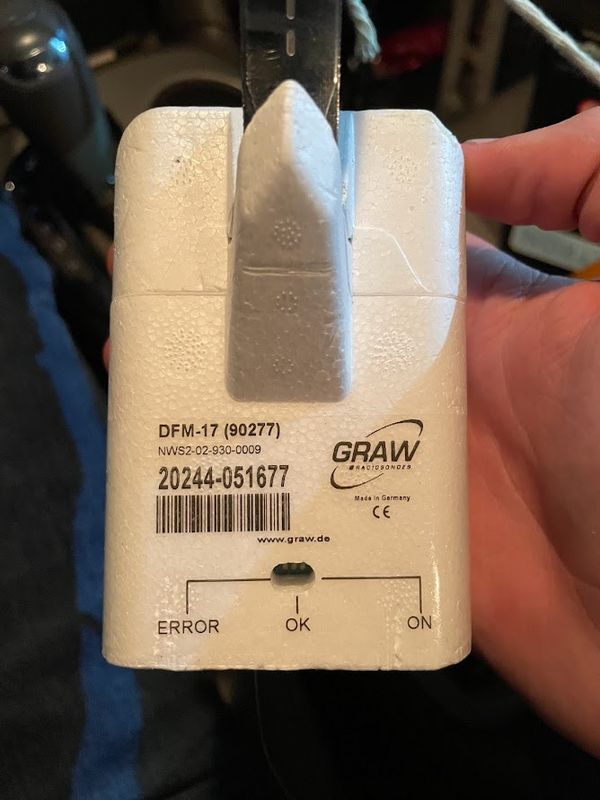 DFM-17 (90277)
NWS2-02-930-0009
20244-051677
GRAW
RADIOSONDES
Made in Germany
CE
www.graw.de
ERROR
OK
ON